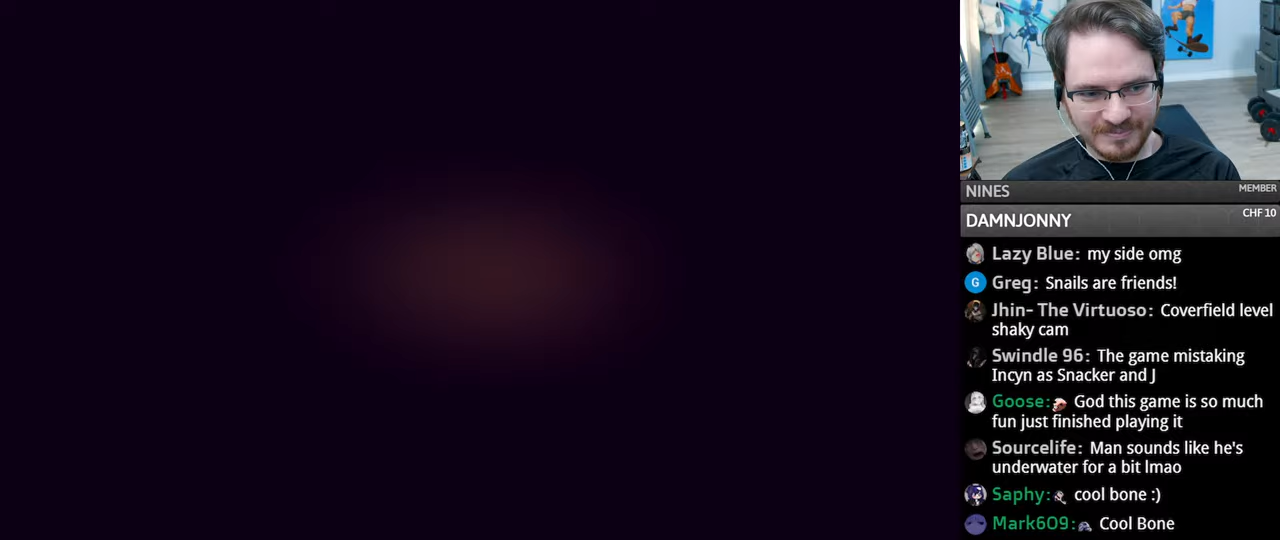 NINES
MEMBER
DAMNJONNY
CHF 10
Lazy Blue: my side omg
G Greg: Snails are friends!
Jhin- The Virtuoso: Coverfield level
shaky cam
Swindle 96: The game mistaking
Incyn as Snacker and J
Goose: God this game is so much
fun just finished playing it
Sourcelife: Man sounds like he's
underwater for a bit lmao
Saphy: cool bone :)
Mark609: Cool Bone